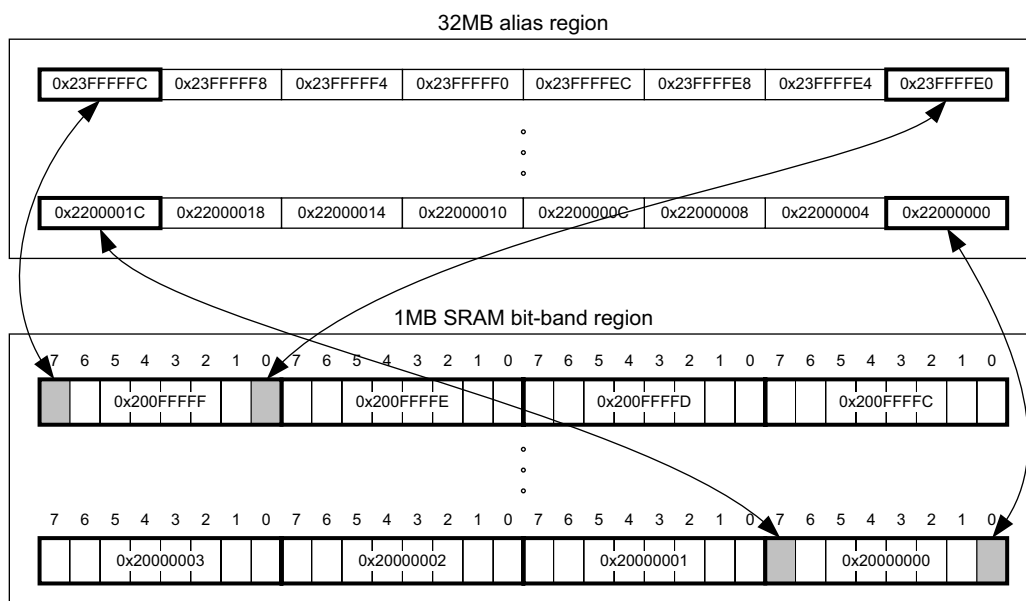 32MB alias region
0x23FFFFFC 0x23FFFFF8 0x23FFFFF4 0x23FFFFF0 0x23FFFFEC 0x23FFFFE8 0x23FFFFE4 0x23FFFFE0
0x2200001C 0x22000018 0x22000014 0x22000010 0x2200000C 0x22000008 0x22000004 0x22000000
1MB SRAM bit-band region
7 6 5 4 3 2 1 0 7 6 5 4 3 2 1 0 7 6 5 4 3 2 1 0 7 6 5 4 3 2 1 0
0x200FFFFF 0x200FFFFE 0x200FFFFD 0x200FFFFC
7 6 5 4 3 2 1 0 7 6 5 4 3 2 1 0 7 6 5 4 3 2 1 0 7 6 5 4 3 2 1 0
0x20000003 0x20000002 0x20000001 0x20000000